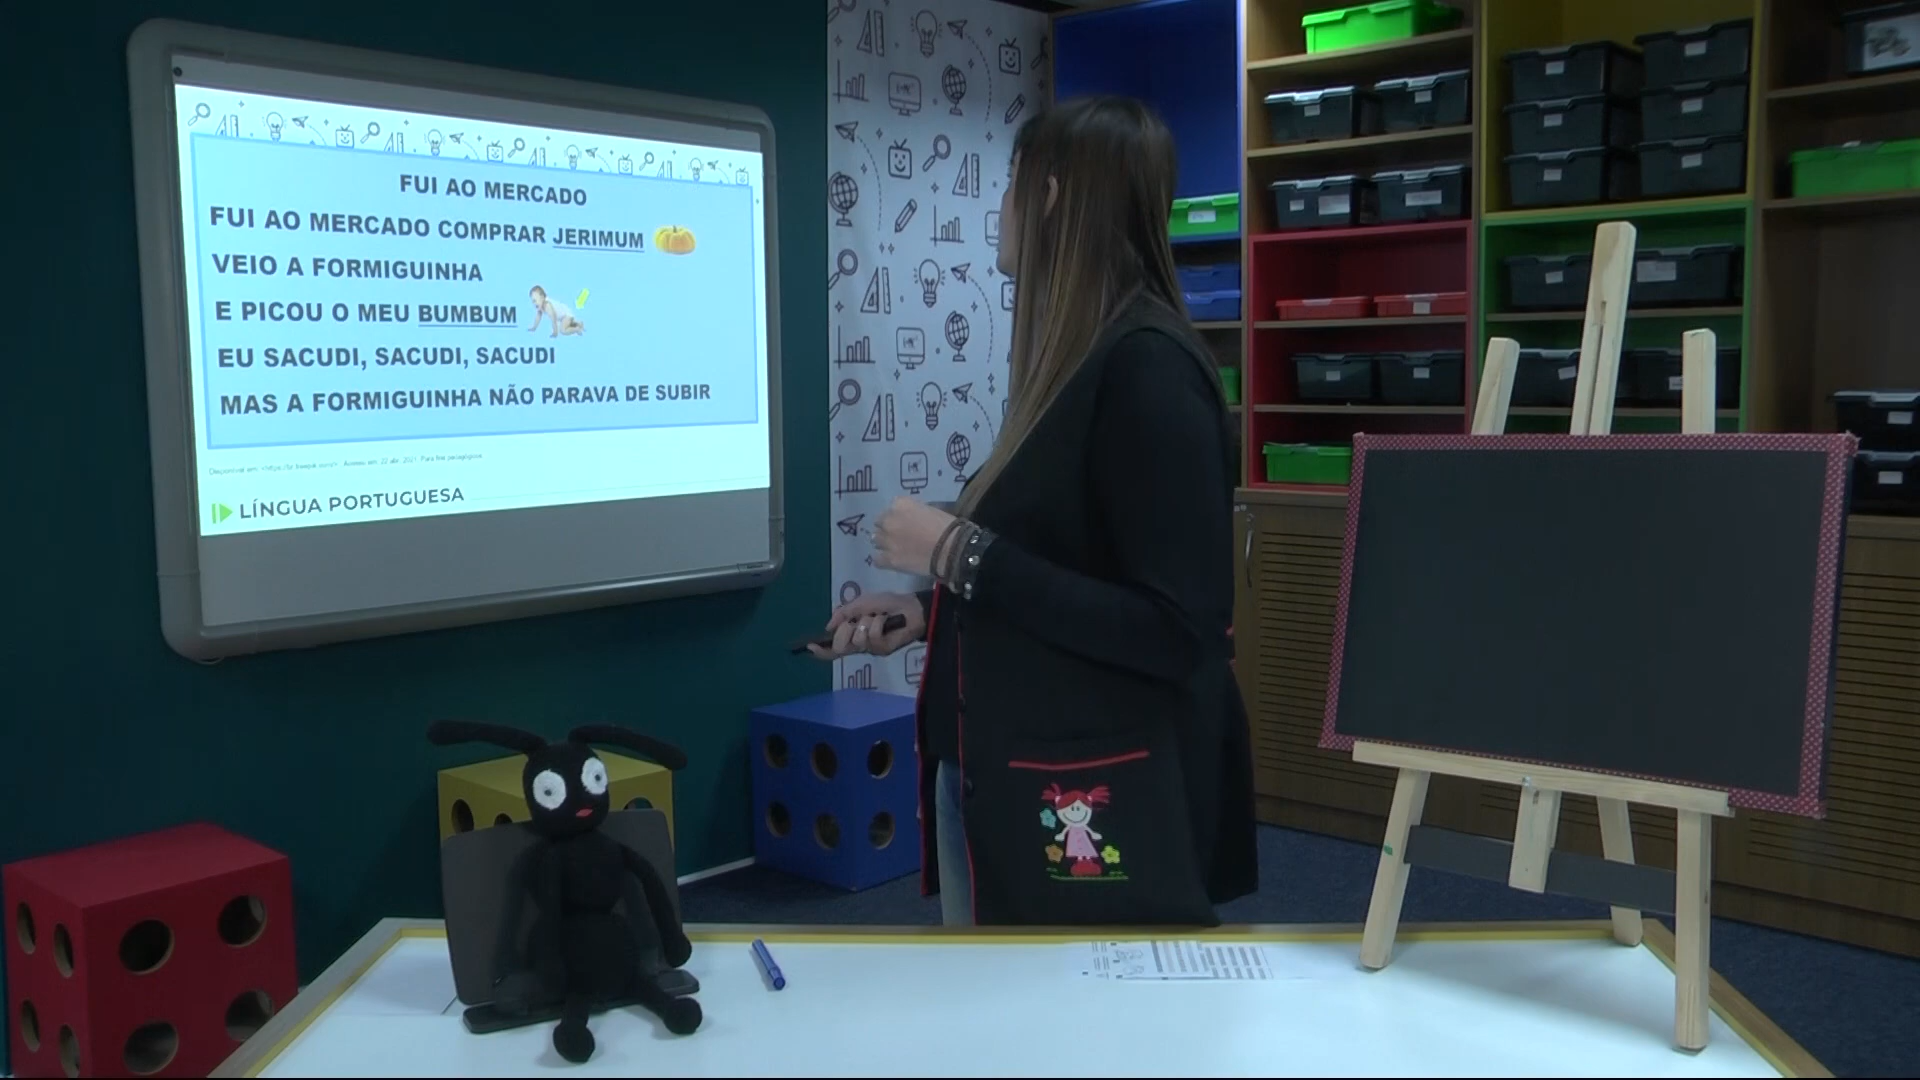 FUI AO MERCADO
FUI AO MERCADO COMPRAR JERIMUM
VEIO A FORMIGUINHA
E PICOU O MEU BUMBUM
EU SACUDI, SACUDI, SACUDI
MAS A FORMIGUINHA NÃO PARAVA DE SUBIR
LÍNGUA PORTUGUESA